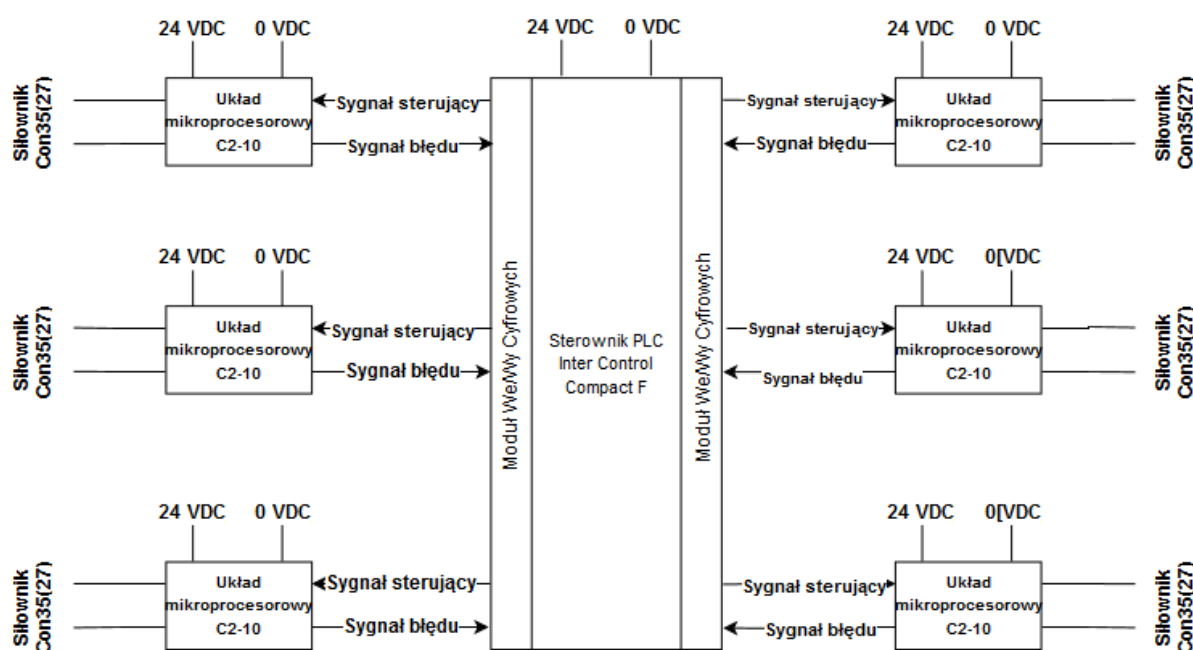 24 VDC 0 VDC
24 VDC 0 VDC
24 VDC 0 VDC
Siłownik
Con35(27)
Układ
mikroprocesorowy
C2-10
Sygnał sterujący
Sygnał błędu
Sygnał sterujący
Sygnał błędu
Układ
mikroprocesorowy
C2-10
Siłownik
Con35(27)
24 VDC 0 VDC
24 VDC 0[VDC
Siłownik
Con35(27)
Układ
mikroprocesorowy
C2-10
Sygnał sterujący
Sygnał błędu
Moduł We/Wy Cyfrowych
Sterownik PLC
Inter Control
Compact F
Moduł We/Wy Cyfrowych
Sygnał sterujący
Sygnał błędu
Układ
mikroprocesorowy
C2-10
Siłownik
Con35(27)
24 VDC 0 VDC
24 VDC 0[VDC
Siłownik
Con35(27)
Układ
mikroprocesorowy
C2-10
Sygnał sterujący
Sygnał błędu
Sygnał sterujący
Sygnał błędu
Układ
mikroprocesorowy
C2-10
Siłownik
Con35(27)